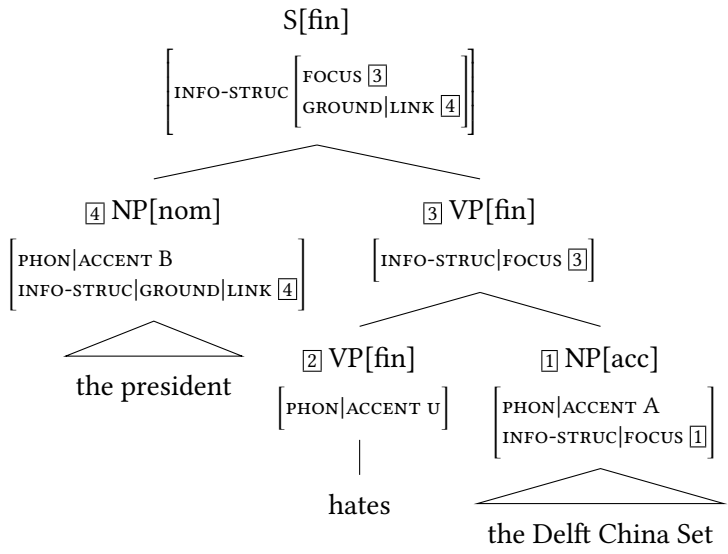 S[fin]
[INFO-STRUC [FOCUS 3
GROUND|LINK 4]]
4 NP[nom]
3 VP[fin]
[PHON|ACCENT B
INFO-STRUC|GROUND|LINK 4]
[INFO-STRUC|FOCUS 3]
the president
2 VP[fin]
1 NP[acc]
[PHON|ACCENT U]
[PHON|ACCENT A
INFO-STRUC|FOCUS 1]
hates
the Delft China Set